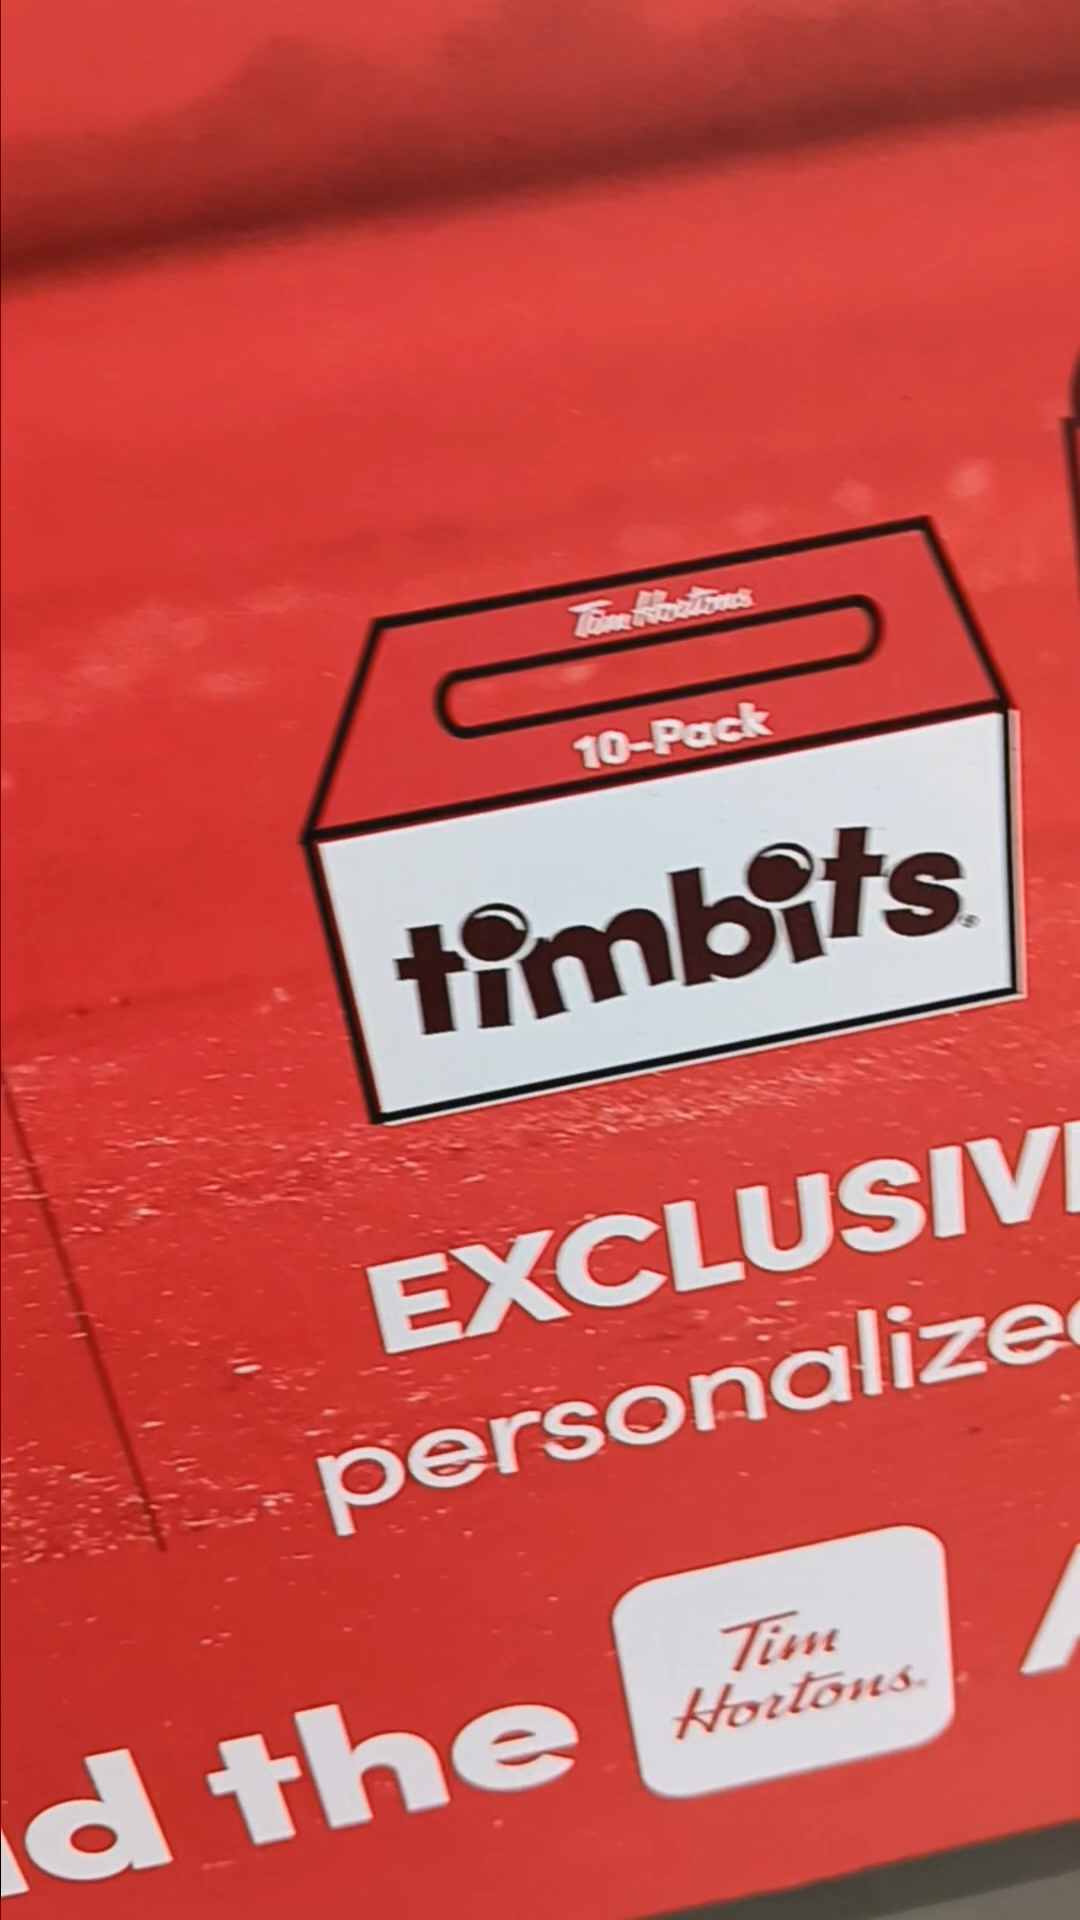 Tim Hortons
10-Pack
timbits®
EXCLUSIV
personalize
d the Tim Hortons.